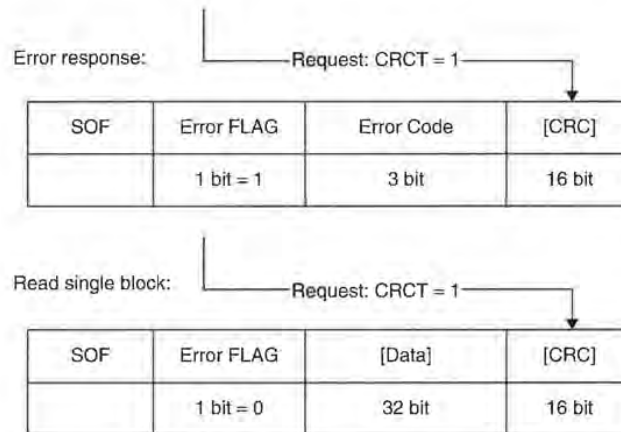 Error response:
Request: CRCT = 1
SOF Error FLAG Error Code [CRC]
1 bit = 1 3 bit 16 bit
Read single block:
Request: CRCT = 1
SOF Error FLAG [Data] [CRC]
1 bit = 0 32 bit 16 bit